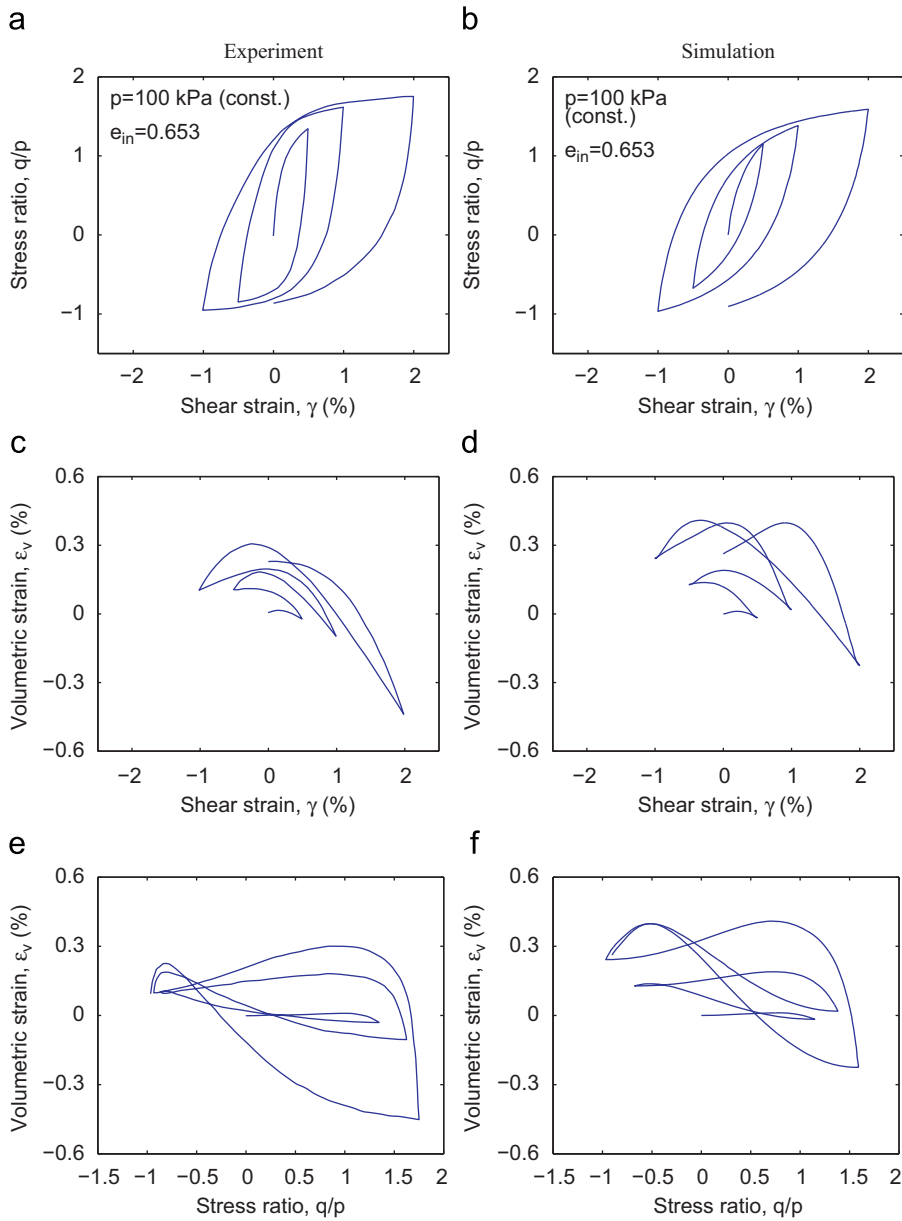 a
Experiment
2
1
0
−1
−2 −1 0 1 2
Stress ratio, q/p
Shear strain, γ (%)
p=100 kPa (const.)
e_in=0.653
b
Simulation
2
1
0
−1
−2 −1 0 1 2
Stress ratio, q/p
Shear strain, γ (%)
p=100 kPa
(const.)
e_in=0.653
c
0.6
0.3
0
−0.3
−0.6
−2 −1 0 1 2
Volumetric strain, ε_v (%)
Shear strain, γ (%)
d
0.6
0.3
0
−0.3
−0.6
−2 −1 0 1 2
Volumetric strain, ε_v (%)
Shear strain, γ (%)
e
0.6
0.3
0
−0.3
−0.6
−1.5 −1 −0.5 0 0.5 1 1.5 2
Volumetric strain, ε_v (%)
Stress ratio, q/p
f
0.6
0.3
0
−0.3
−0.6
−1.5 −1 −0.5 0 0.5 1 1.5 2
Volumetric strain, ε_v (%)
Stress ratio, q/p